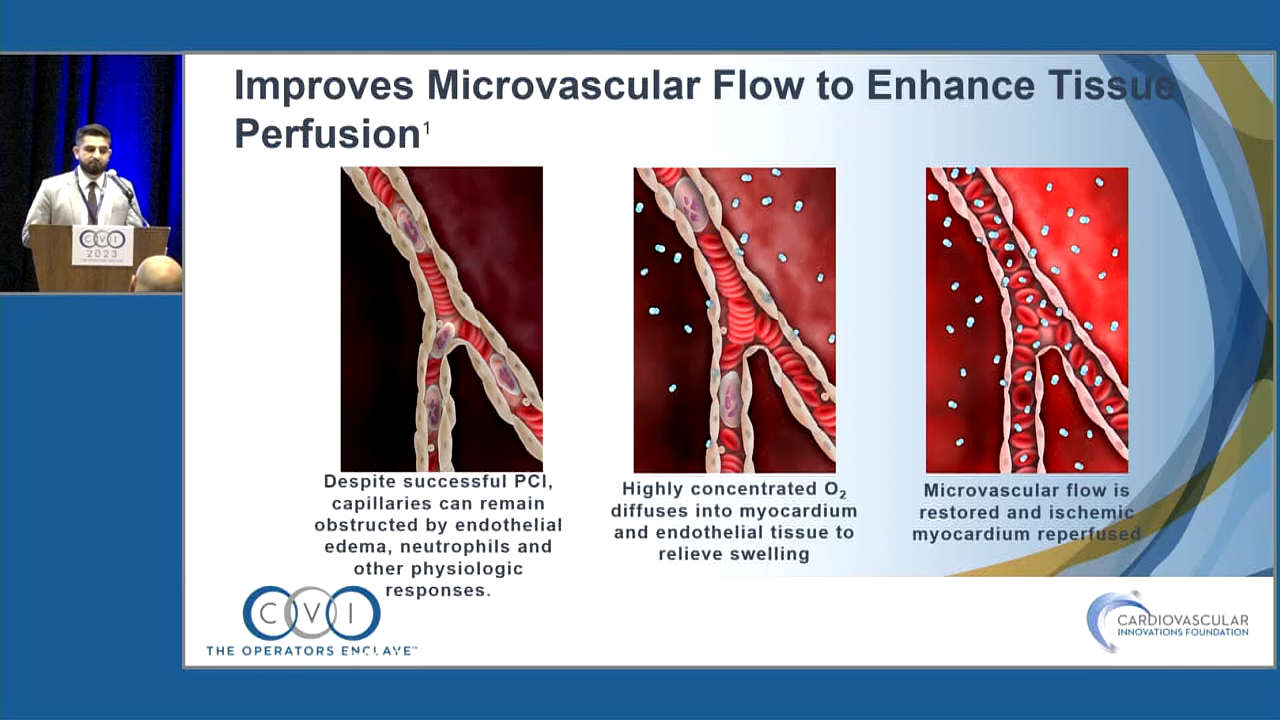 Improves Microvascular Flow to Enhance Tissue
Perfusion1
Despite successful PCI,
capillaries can remain
obstructed by endothelial
edema, neutrophils and
other physiologic
responses.
Highly concentrated O2
diffuses into myocardium
and endothelial tissue to
relieve swelling
Microvascular flow is
restored and ischemic
myocardium reperfused
CVI
2023
CVI
THE OPERATORS ENCLAVE™
CARDIOVASCULAR
INNOVATIONS FOUNDATION